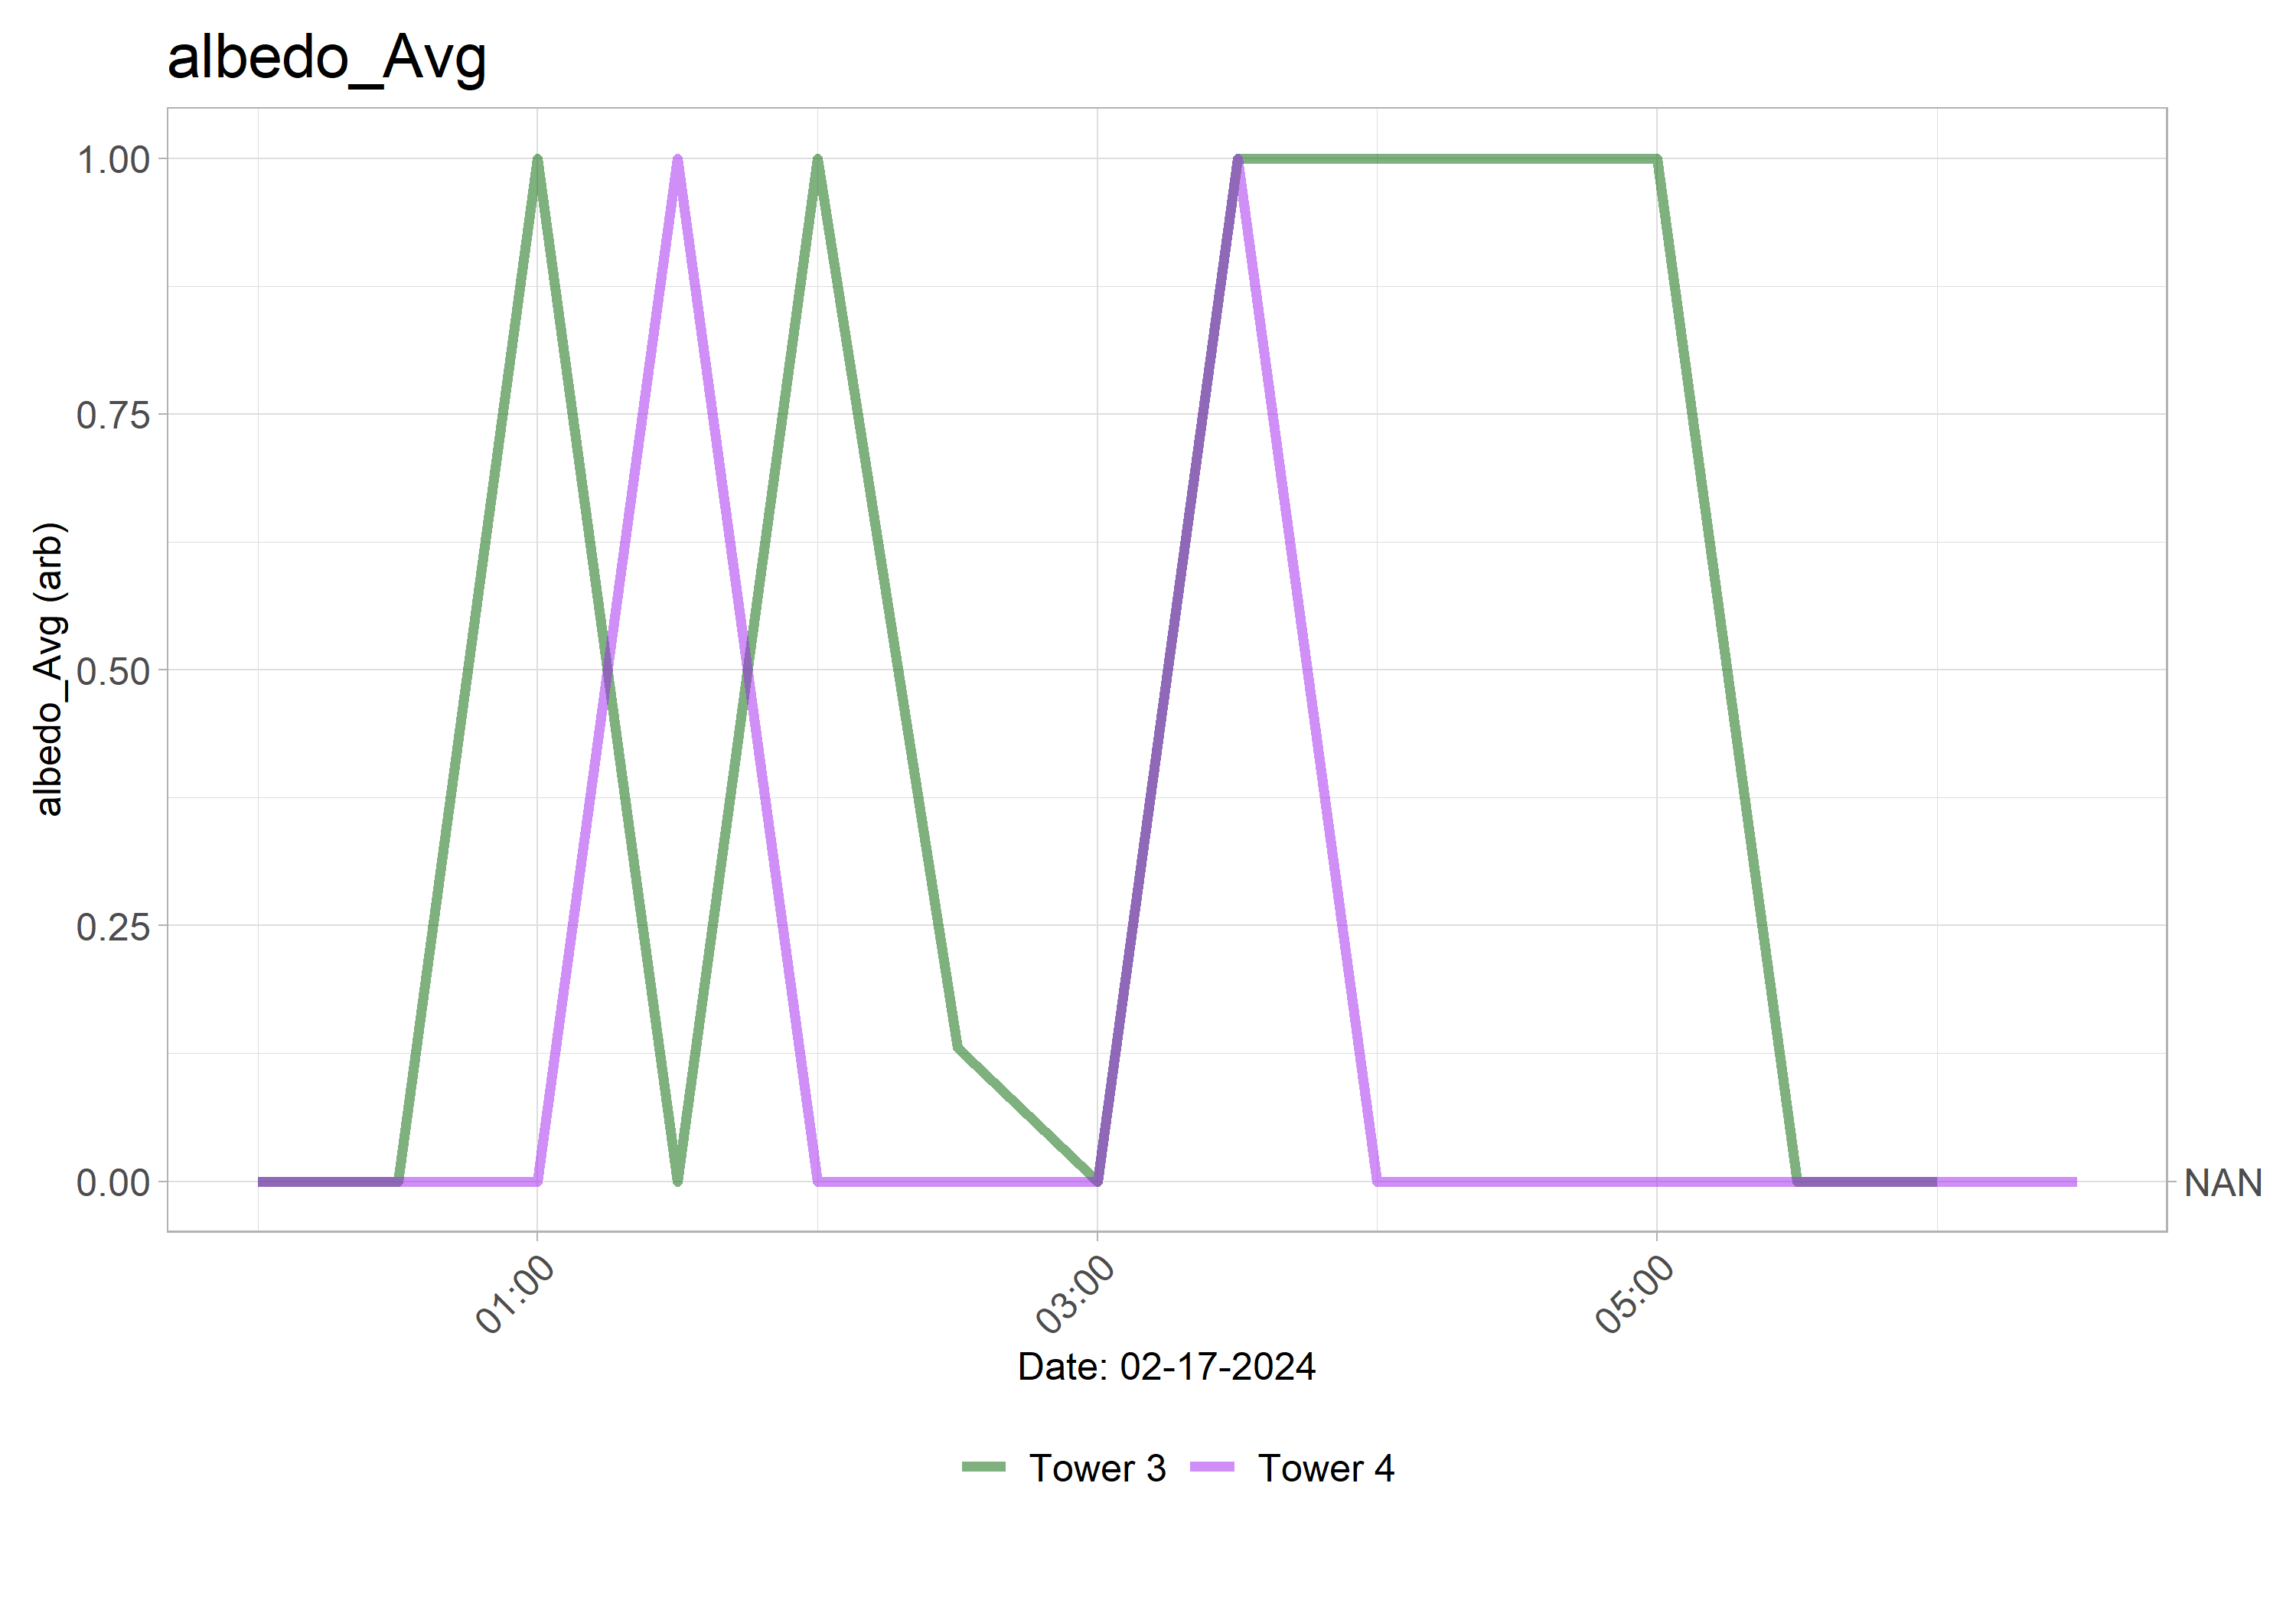 albedo_Avg
1.00
0.75
0.50
0.25
0.00
albedo_Avg (arb)
NAN
01:00
03:00
05:00
Date: 02-17-2024
Tower 3
Tower 4